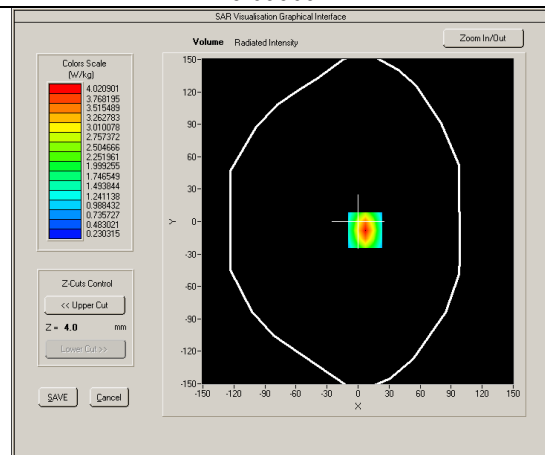 SAR Visualisation Graphical Interface
Volume Radiated Intensity
Zoom In/Out
Colors Scale
(W/kg)
4.020901
3.768195
3.515489
3.262783
3.010078
2.757372
2.504666
2.251961
1.999255
1.746549
1.493844
1.241138
0.988432
0.735727
0.483021
0.230315
Z-Cuts Control
<< Upper Cut
Z = 4.0 mm
Lower Cut >>
SAVE Cancel
150
120
90
60
30
Y 0
-30
-60
-90
-120
-150
-150 -120 -90 -60 -30 0 30 60 90 120 150
X